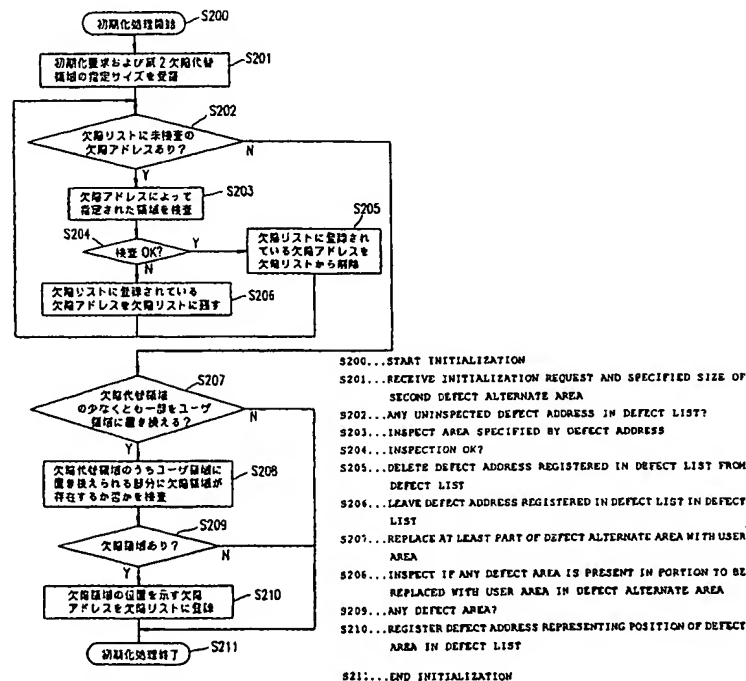 初期化処理開始
S200
初期化要求および第2欠陥代替
領域の指定サイズを受領
S201
S202
欠陥リストに未検査の
欠陥アドレスあり?
N
Y
欠陥アドレスによって
指定された領域を検査
S203
S204
検査 OK?
Y
N
S205
欠陥リストに登録され
ている欠陥アドレスを
欠陥リストから削除
欠陥リストに登録されている
欠陥アドレスを欠陥リストに残す
S206
S207
欠陥代替領域
の少なくとも一部をユーザ
領域に置き換える?
N
Y
欠陥代替領域のうちユーザ領域に
置き換えられる部分に欠陥領域が
存在するか否かを検査
S208
S209
欠陥領域あり?
N
Y
欠陥領域の位置を示す欠陥
アドレスを欠陥リストに登録
S210
初期化処理終了
S211
S200...START INITIALIZATION
S201...RECEIVE INITIALIZATION REQUEST AND SPECIFIED SIZE OF
SECOND DEFECT ALTERNATE AREA
S202...ANY UNINSPECTED DEFECT ADDRESS IN DEFECT LIST?
S203...INSPECT AREA SPECIFIED BY DEFECT ADDRESS
S204...INSPECTION OK?
S205...DELETE DEFECT ADDRESS REGISTERED IN DEFECT LIST FROM
DEFECT LIST
S206...LEAVE DEFECT ADDRESS REGISTERED IN DEFECT LIST IN DEFECT
LIST
S207...REPLACE AT LEAST PART OF DEFECT ALTERNATE AREA WITH USER
AREA
S208...INSPECT IF ANY DEFECT AREA IS PRESENT IN PORTION TO BE
REPLACED WITH USER AREA IN DEFECT ALTERNATE AREA
S209...ANY DEFECT AREA?
S210...REGISTER DEFECT ADDRESS REPRESENTING POSITION OF DEFECT
AREA IN DEFECT LIST
S211...END INITIALIZATION